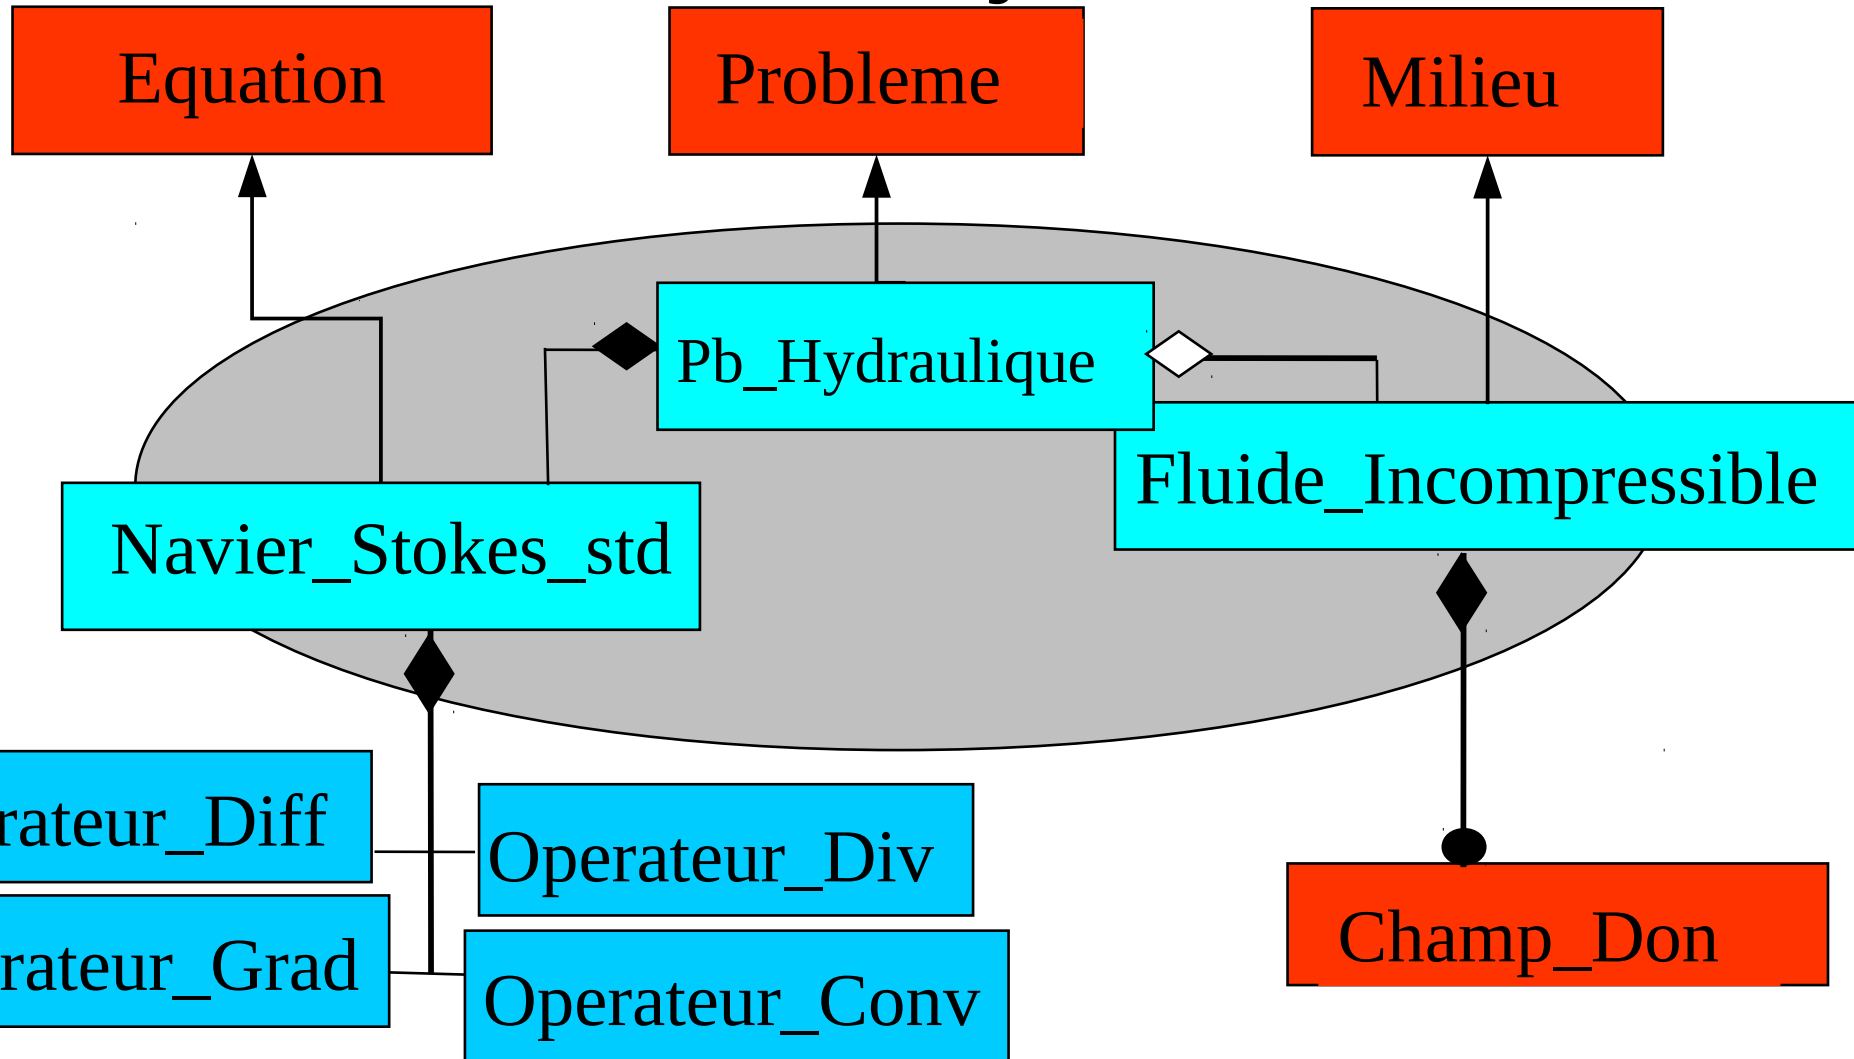 Equation
Probleme
Milieu
Pb_Hydraulique
Fluide_Incompressible
Navier_Stokes_std
rateur_Diff
Operateur_Div
rateur_Grad
Operateur_Conv
Champ_Don